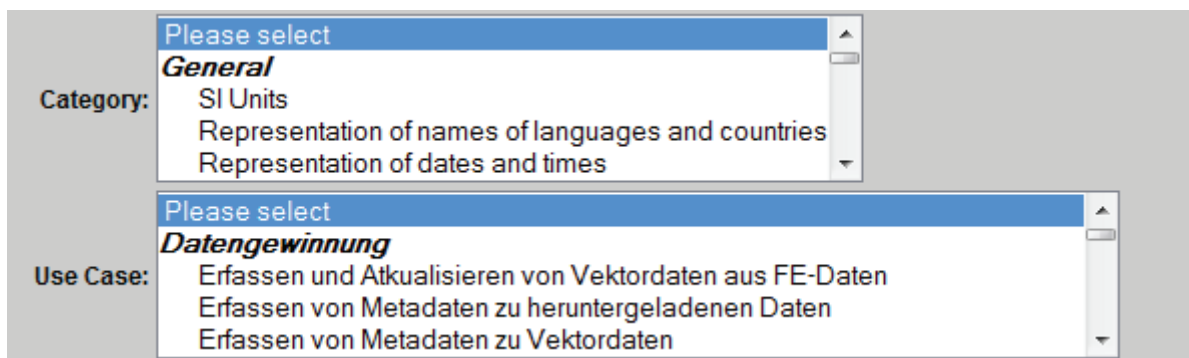 Please select
General
Category:
SI Units
Representation of names of languages and countries
Representation of dates and times
Please select
Datengewinnung
Use Case:
Erfassen und Atkualisieren von Vektordaten aus FE-Daten
Erfassen von Metadaten zu heruntergeladenen Daten
Erfassen von Metadaten zu Vektordaten